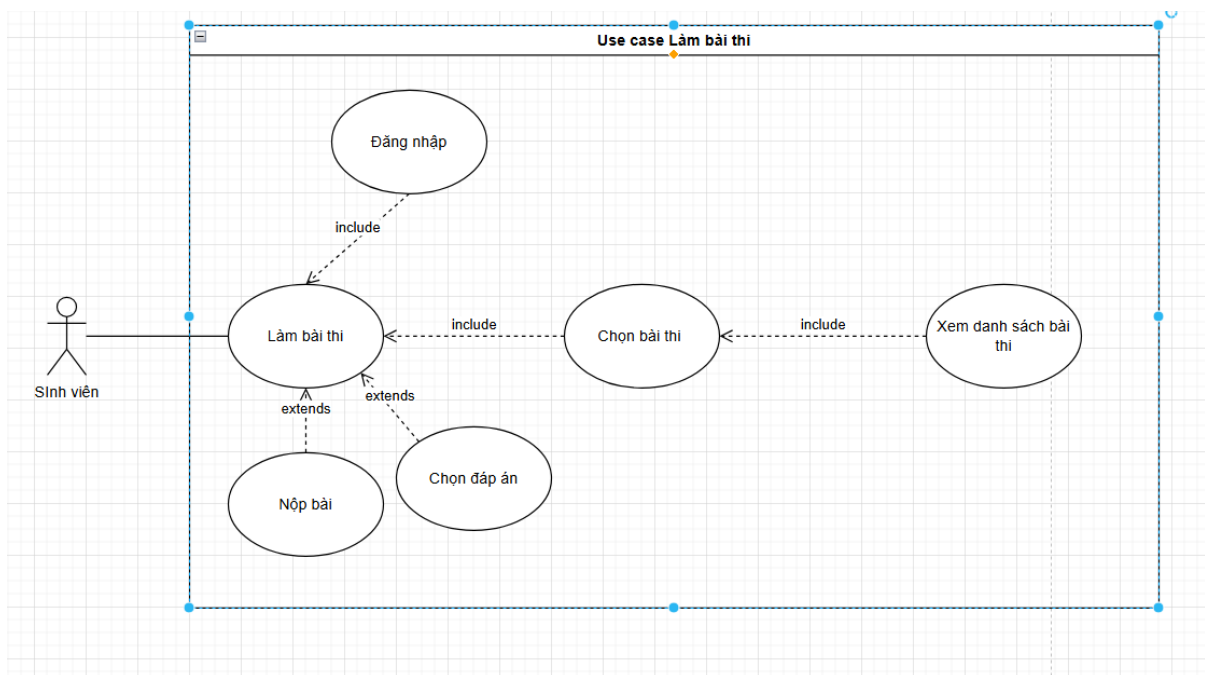 Use case Làm bài thi
Đăng nhập
include
Làm bài thi
include
Chọn bài thi
include
Xem danh sách bài
thi
SInh viên
extends
extends
Chọn đáp án
Nộp bài